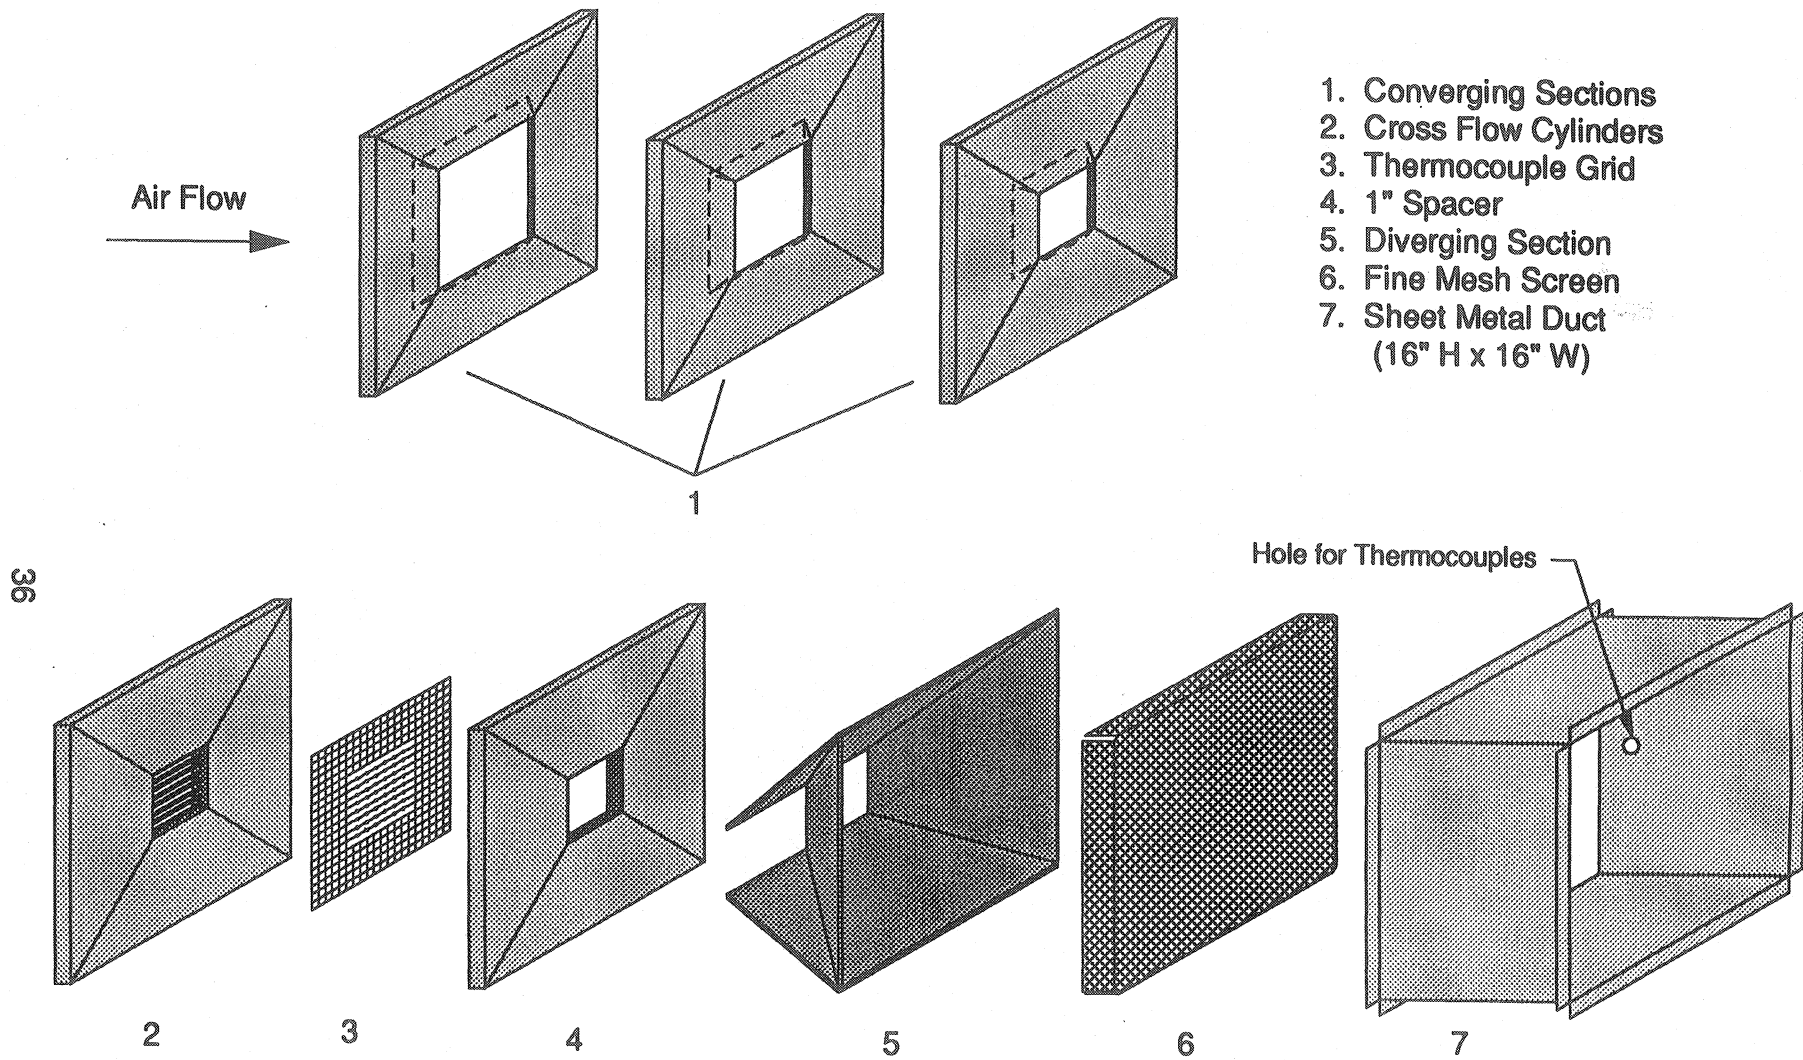 Air Flow
1. Converging Sections
2. Cross Flow Cylinders
3. Thermocouple Grid
4. 1" Spacer
5. Diverging Section
6. Fine Mesh Screen
7. Sheet Metal Duct
(16" H x 16" W)
1
36
Hole for Thermocouples
2
3
4
5
6
7